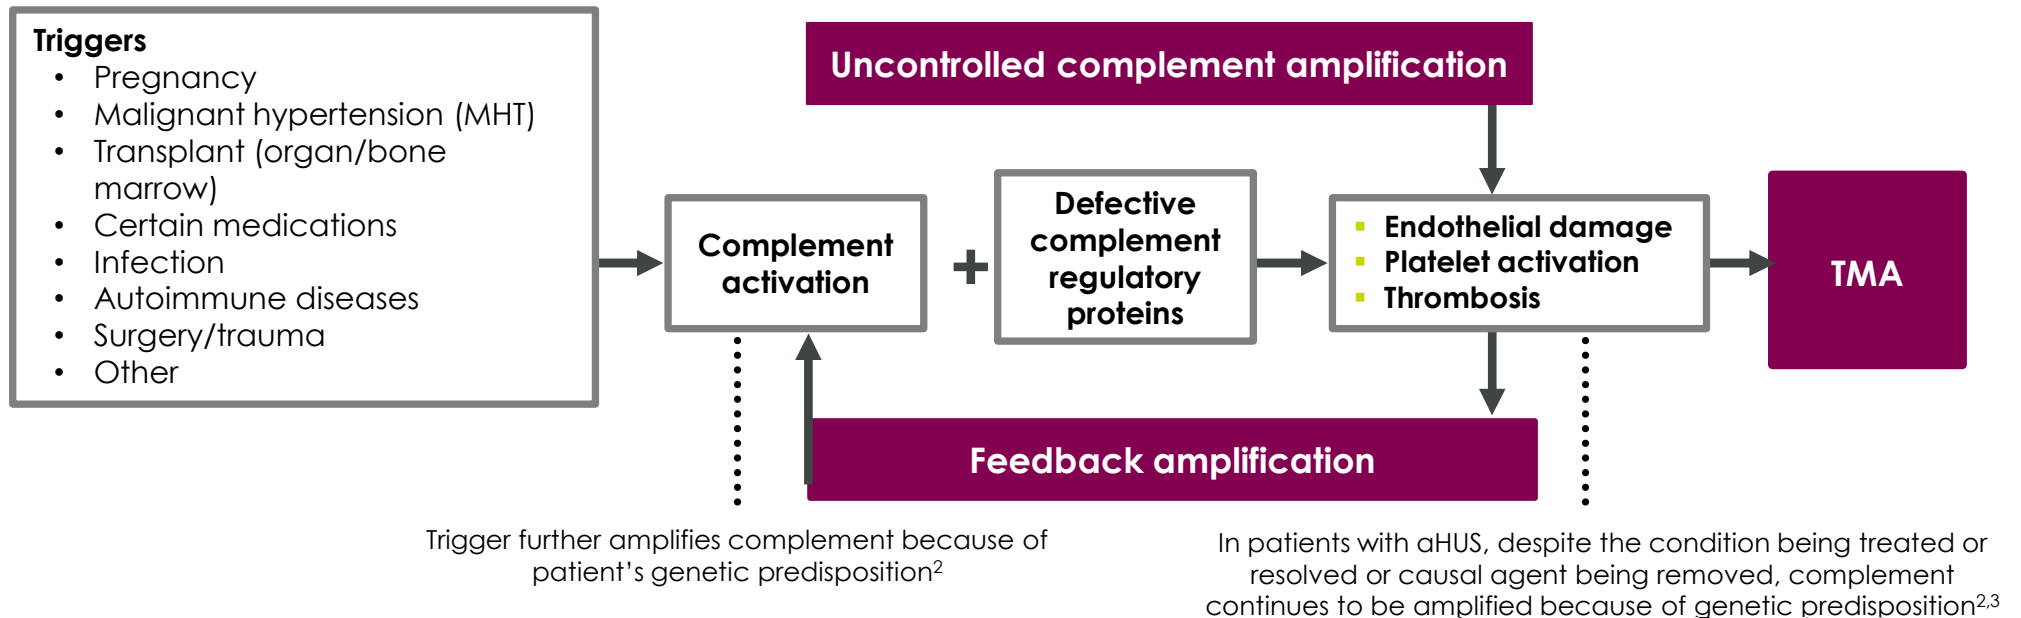 Triggers
• Pregnancy
• Malignant hypertension (MHT)
• Transplant (organ/bone
marrow)
• Certain medications
• Infection
• Autoimmune diseases
• Surgery/trauma
• Other
Uncontrolled complement amplification
Complement
activation
+
Defective
complement
regulatory
proteins
▪ Endothelial damage
▪ Platelet activation
▪ Thrombosis
TMA
Feedback amplification
Trigger further amplifies complement because of
patient’s genetic predisposition2
In patients with aHUS, despite the condition being treated or
resolved or causal agent being removed, complement
continues to be amplified because of genetic predisposition2,3